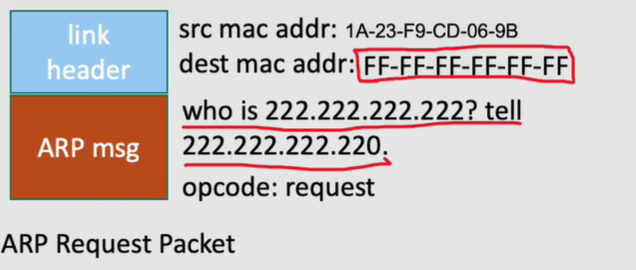 link
header
src mac addr: 1A-23-F9-CD-06-9B
dest mac addr: FF-FF-FF-FF-FF-FF
ARP msg
who is 222.222.222.222? tell
222.222.222.220.
opcode: request
ARP Request Packet